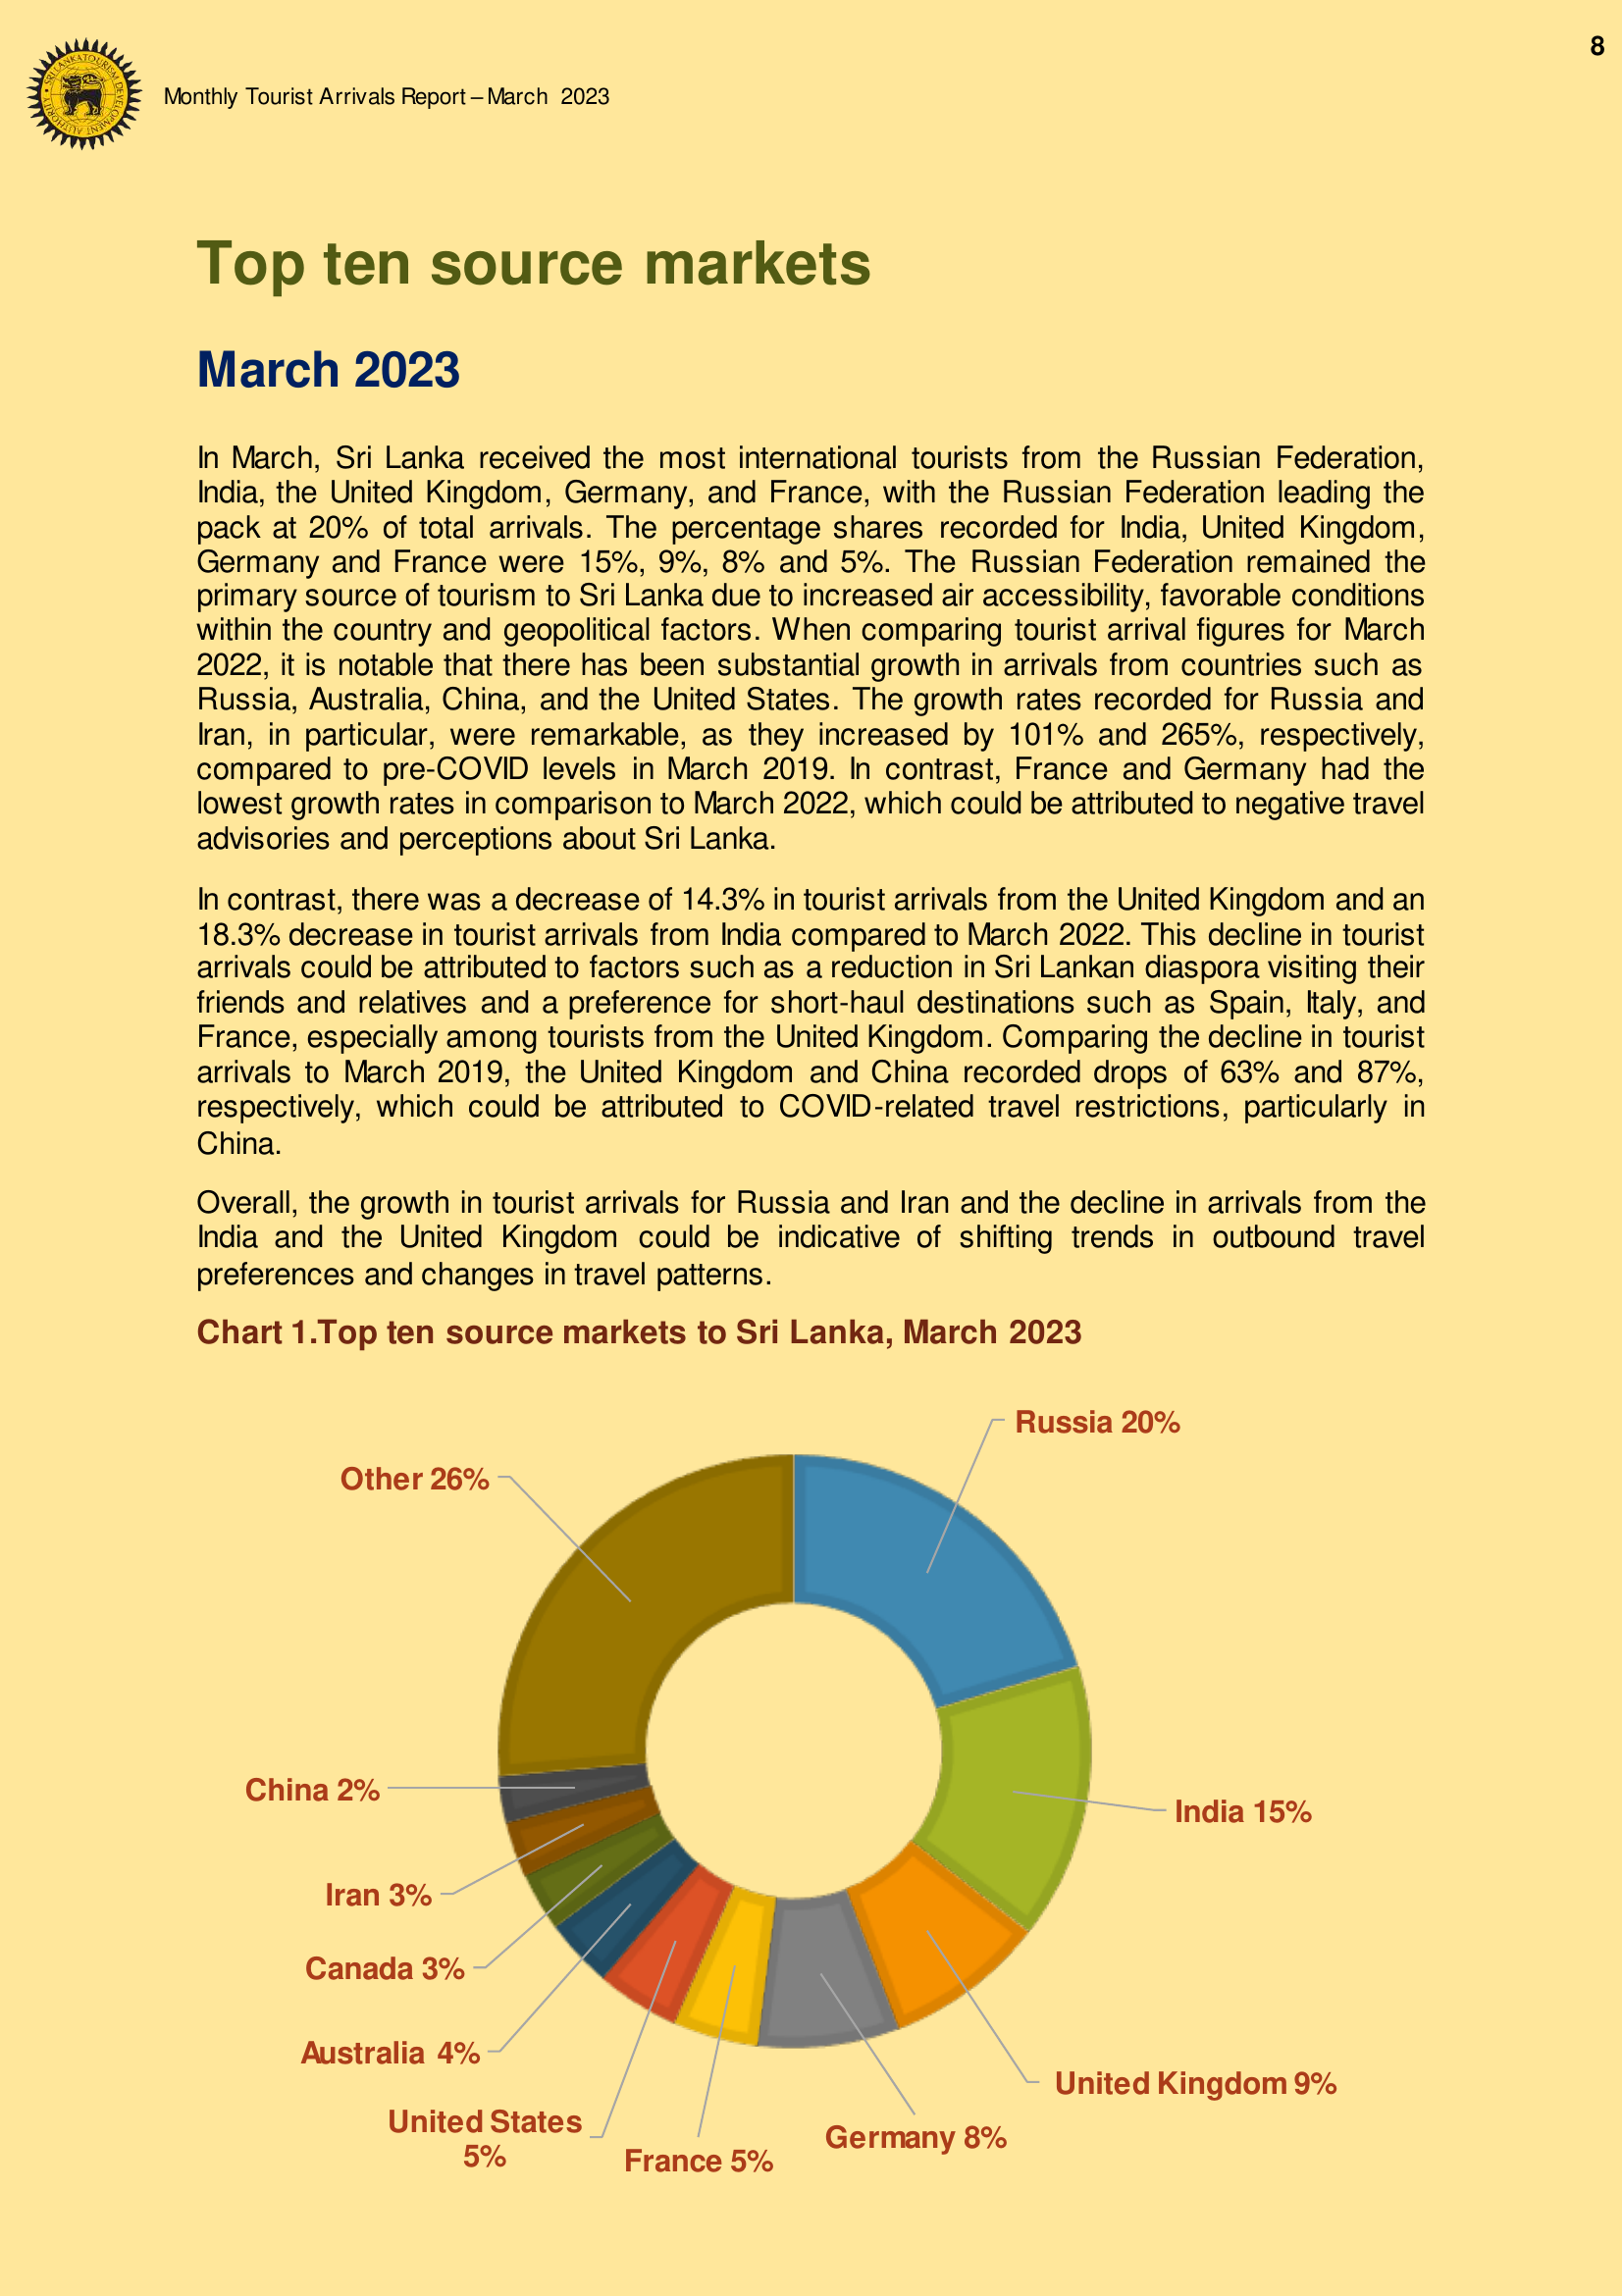 8
SRI LANKA TOURISM DEVELOPMENT AUTHORITY
Monthly Tourist Arrivals Report – March 2023
Top ten source markets
March 2023
In March, Sri Lanka received the most international tourists from the Russian Federation,
India, the United Kingdom, Germany, and France, with the Russian Federation leading the
pack at 20% of total arrivals. The percentage shares recorded for India, United Kingdom,
Germany and France were 15%, 9%, 8% and 5%. The Russian Federation remained the
primary source of tourism to Sri Lanka due to increased air accessibility, favorable conditions
within the country and geopolitical factors. When comparing tourist arrival figures for March
2022, it is notable that there has been substantial growth in arrivals from countries such as
Russia, Australia, China, and the United States. The growth rates recorded for Russia and
Iran, in particular, were remarkable, as they increased by 101% and 265%, respectively,
compared to pre-COVID levels in March 2019. In contrast, France and Germany had the
lowest growth rates in comparison to March 2022, which could be attributed to negative travel
advisories and perceptions about Sri Lanka.
In contrast, there was a decrease of 14.3% in tourist arrivals from the United Kingdom and an
18.3% decrease in tourist arrivals from India compared to March 2022. This decline in tourist
arrivals could be attributed to factors such as a reduction in Sri Lankan diaspora visiting their
friends and relatives and a preference for short-haul destinations such as Spain, Italy, and
France, especially among tourists from the United Kingdom. Comparing the decline in tourist
arrivals to March 2019, the United Kingdom and China recorded drops of 63% and 87%,
respectively, which could be attributed to COVID-related travel restrictions, particularly in
China.
Overall, the growth in tourist arrivals for Russia and Iran and the decline in arrivals from the
India and the United Kingdom could be indicative of shifting trends in outbound travel
preferences and changes in travel patterns.
Chart 1.Top ten source markets to Sri Lanka, March 2023
Russia 20%
Other 26%
China 2%
India 15%
Iran 3%
Canada 3%
Australia 4%
United Kingdom 9%
United States
5%
France 5%
Germany 8%